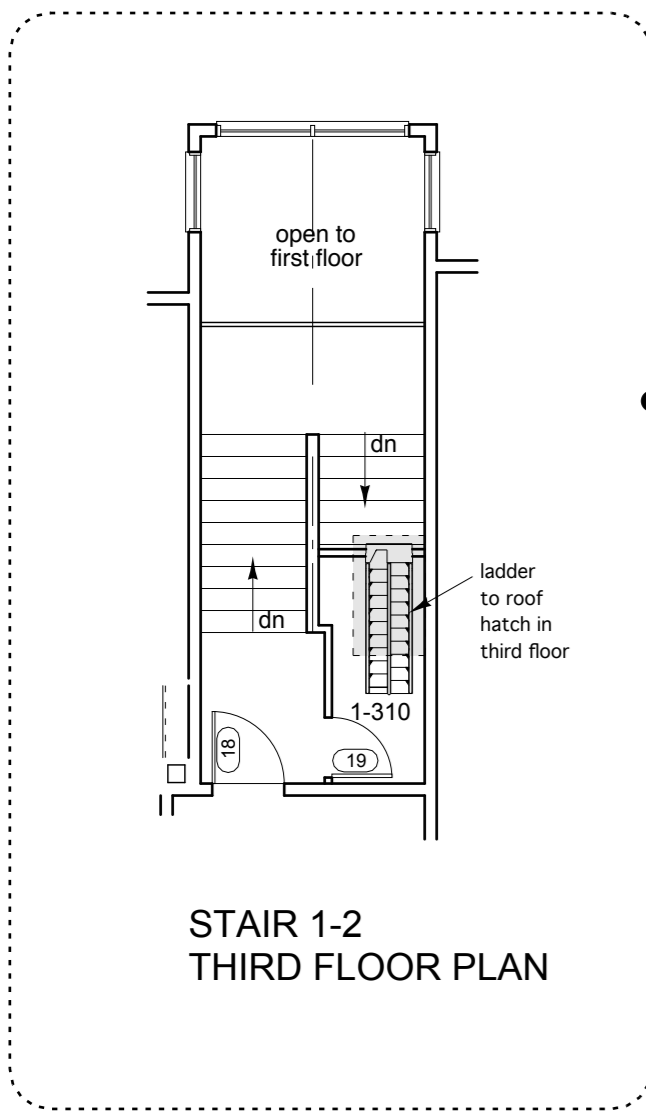 open to
first floor
dn
dn
ladder
to roof
hatch in
third floor
1-310
18
19
STAIR 1-2
THIRD FLOOR PLAN